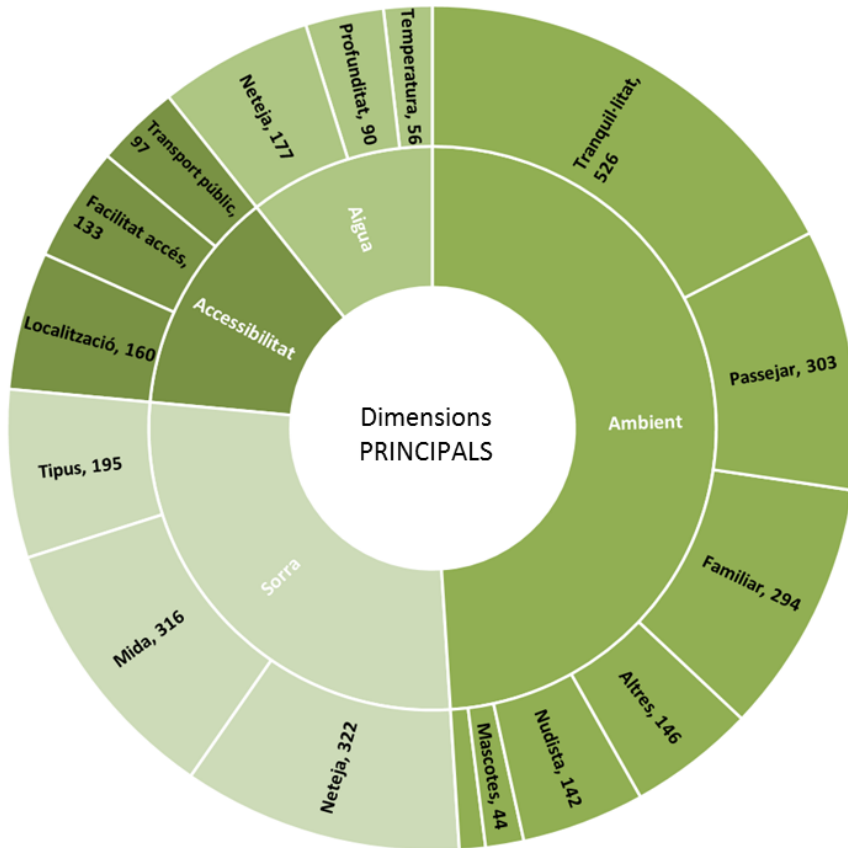 Dimensions
PRINCIPALS
Ambient
Tranquil·litat,
526
Passejar, 303
Familiar, 294
Altres, 146
Nudista, 142
Mascotes, 44
Sorra
Neteja, 322
Mida, 316
Tipus, 195
Accessibilitat
Localització, 160
Facilitat accés,
133
Transport públic,
97
Aigua
Neteja, 177
Profunditat, 90
Temperatura, 56